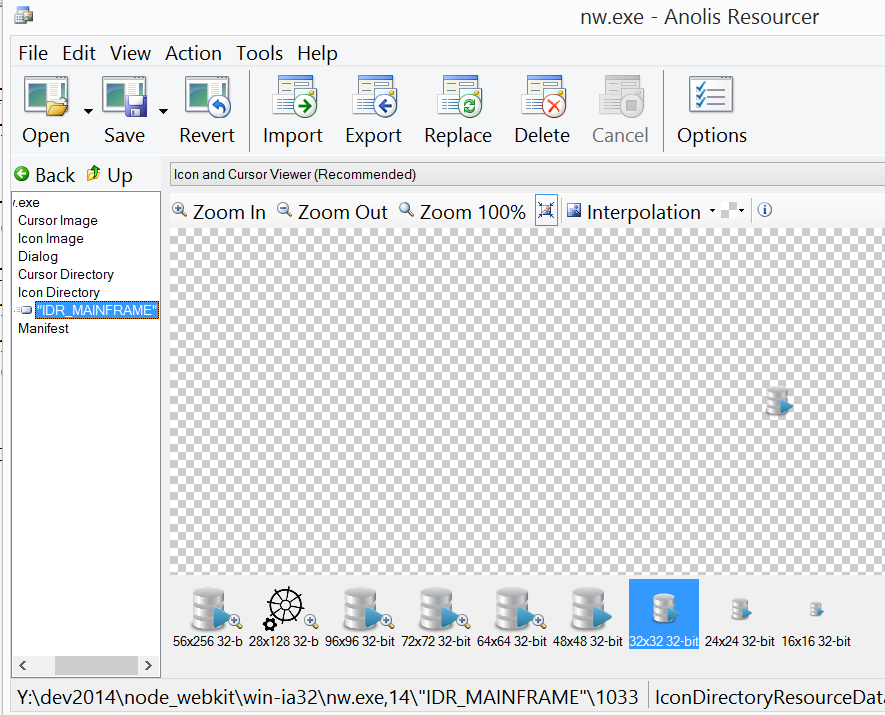 nw.exe - Anolis Resourcer
File Edit View Action Tools Help
Open Save Revert Import Export Replace Delete Cancel Options
Back Up
Icon and Cursor Viewer (Recommended)
Zoom In Zoom Out Zoom 100% Interpolation
.exe
Cursor Image
Icon Image
Dialog
Cursor Directory
Icon Directory
"IDR_MAINFRAME"
Manifest
56x256 32-b 28x128 32-b 96x96 32-bit 72x72 32-bit 64x64 32-bit 48x48 32-bit 32x32 32-bit 24x24 32-bit 16x16 32-bit
Y:\dev2014\node_webkit\win-ia32\nw.exe,14\"IDR_MAINFRAME"\1033 IconDirectoryResourceData